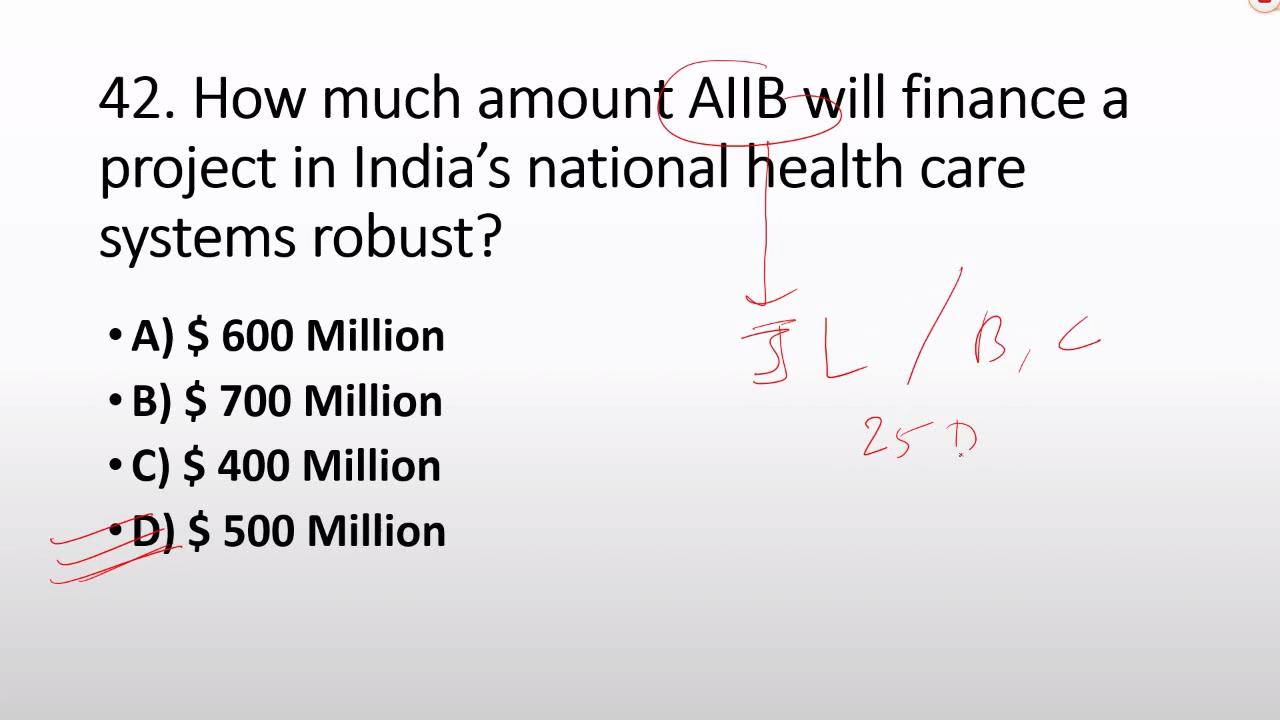 42. How much amount AIIB will finance a
project in India’s national health care
systems robust?
• A) $ 600 Million
• B) $ 700 Million
• C) $ 400 Million
• D) $ 500 Million
L / B, C
25 D